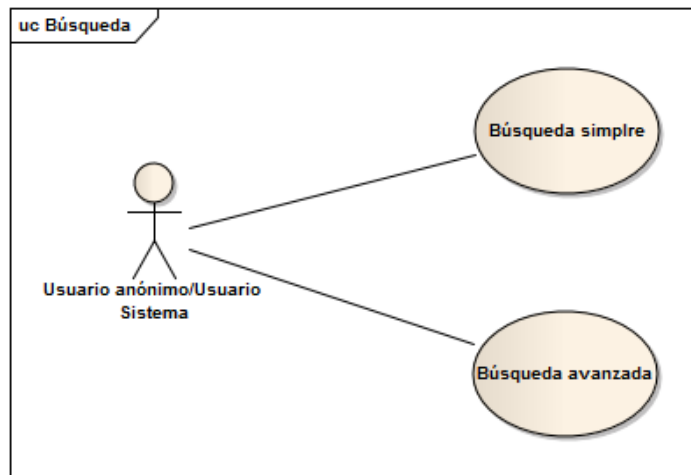 uc Búsqueda
Búsqueda simplre
Usuario anónimo/Usuario
Sistema
Búsqueda avanzada